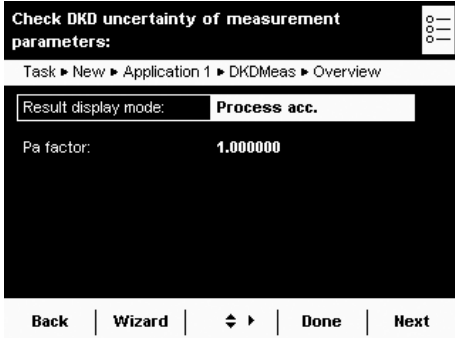 Check DKD uncertainty of measurement
parameters:
Task ▸ New ▸ Application 1 ▸ DKDMeas ▸ Overview
Result display mode: Process acc.
Pa factor: 1.000000
Back Wizard Done Next